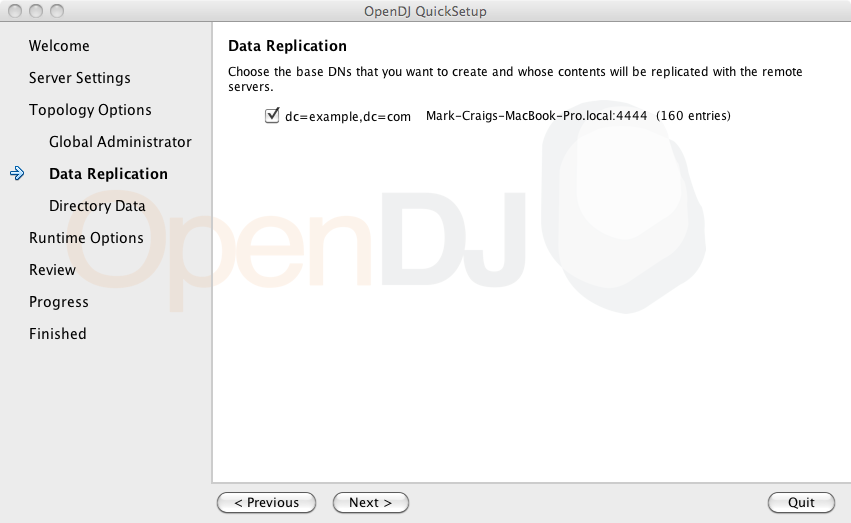 OpenDJ QuickSetup
Welcome
Server Settings
Topology Options
Global Administrator
Data Replication
Directory Data
Runtime Options
Review
Progress
Finished
Data Replication
Choose the base DNs that you want to create and whose contents will be replicated with the remote
servers.
dc=example,dc=com Mark-Craigs-MacBook-Pro.local:4444 (160 entries)
OpenDJ
< Previous Next > Quit